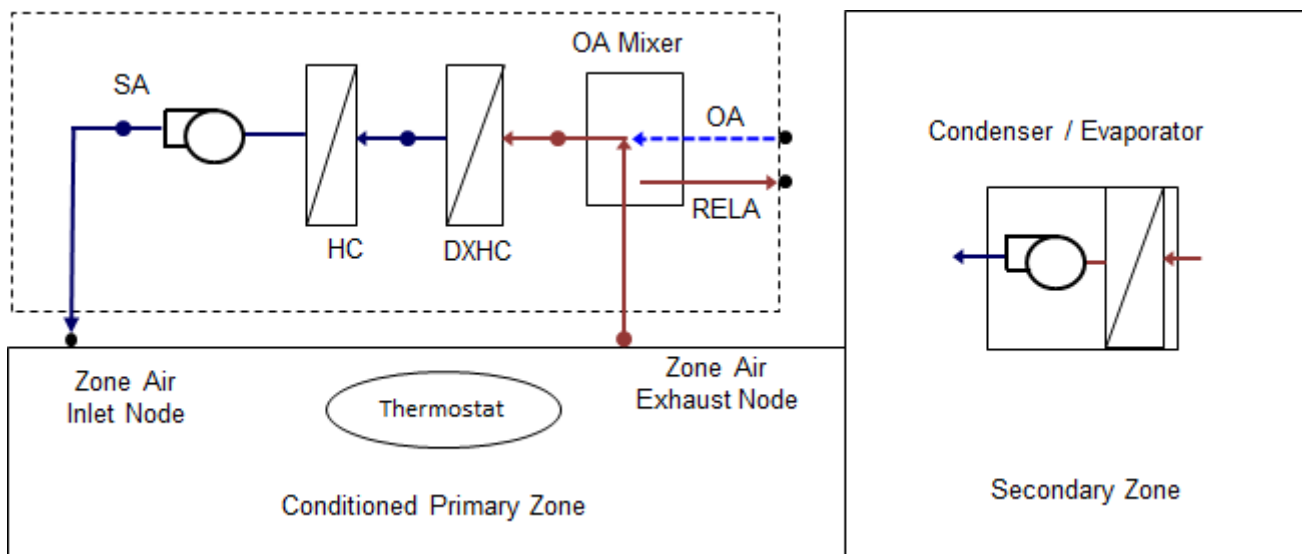 OA Mixer
SA
OA
RELA
HC
DXHC
Condenser / Evaporator
Zone Air
Inlet Node
Thermostat
Zone Air
Exhaust Node
Conditioned Primary Zone
Secondary Zone